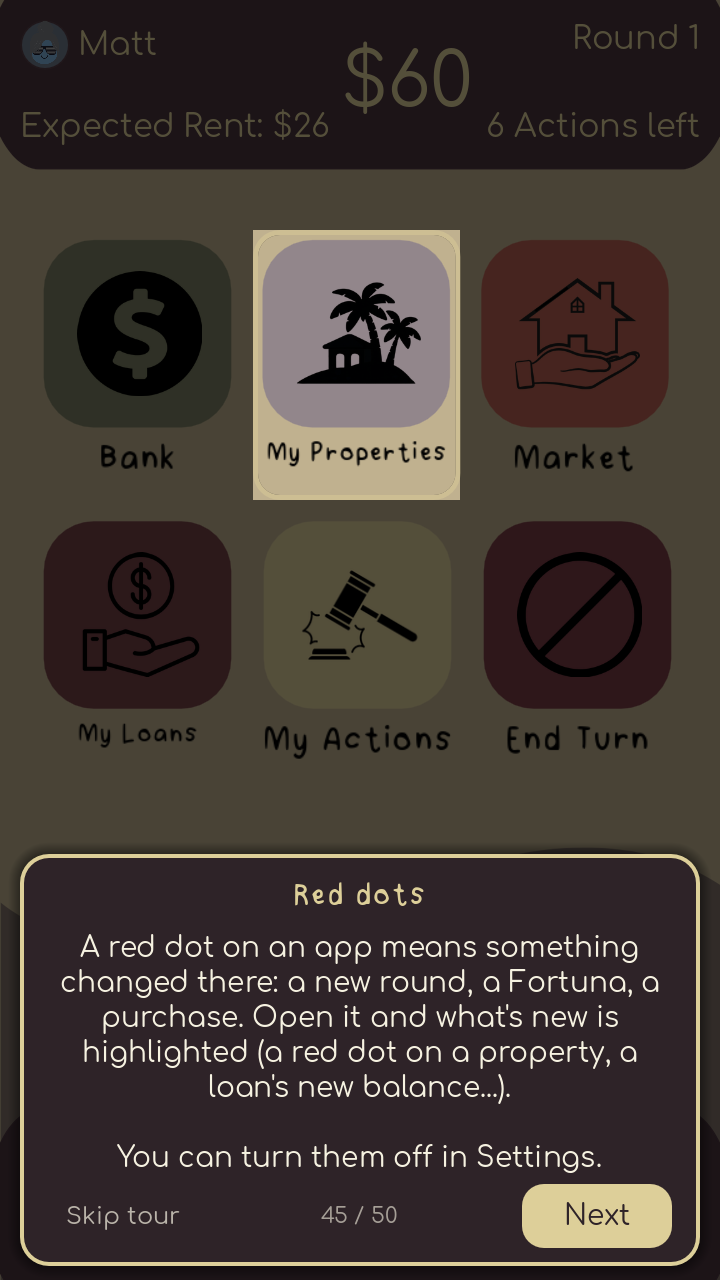 Matt
Round 1
$60
Expected Rent: $26
6 Actions left
Bank
My Properties
Market
My Loans
My Actions
End Turn
Red dots
A red dot on an app means something
changed there: a new round, a Fortuna, a
purchase. Open it and what's new is
highlighted (a red dot on a property, a
loan's new balance...).
You can turn them off in Settings.
Skip tour
45 / 50
Next